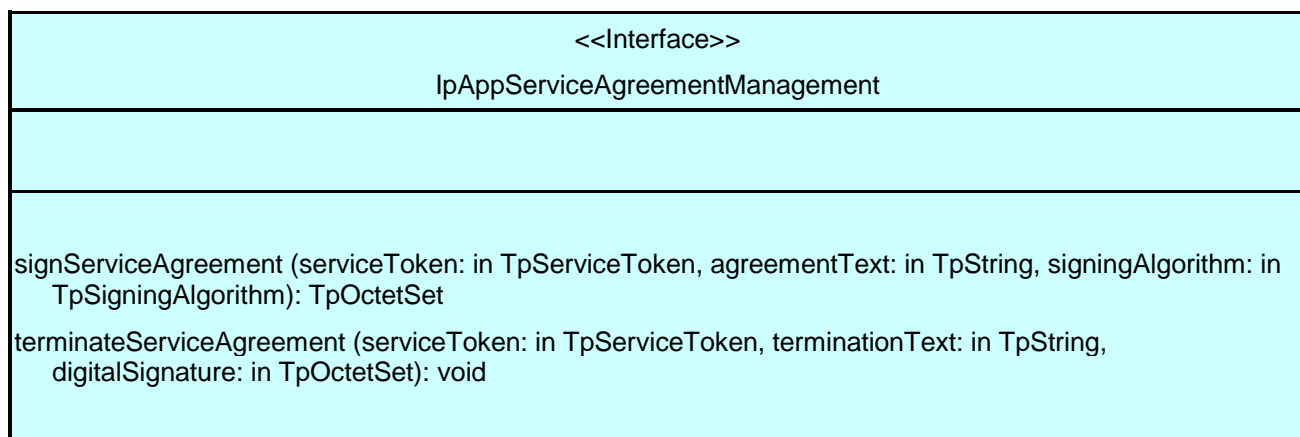 <<Interface>>
IpAppServiceAgreementManagement
signServiceAgreement (serviceToken: in TpServiceToken, agreementText: in TpString, signingAlgorithm: in
TpSigningAlgorithm): TpOctetSet
terminateServiceAgreement (serviceToken: in TpServiceToken, terminationText: in TpString,
digitalSignature: in TpOctetSet): void